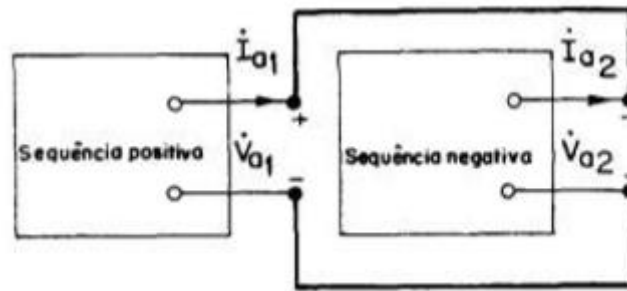 İa1
İa2
+
Sequência positiva
V̇a1
Sequência negativa
V̇a2
−